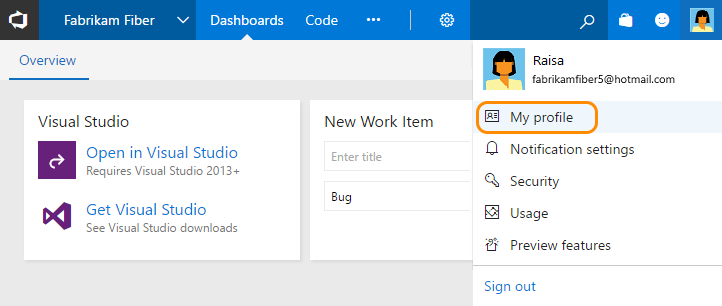 Fabrikam Fiber Dashboards Code
Overview
Raisa
fabrikamfiber5@hotmail.com
My profile
Notification settings
Security
Usage
Preview features
Sign out
Visual Studio
Open in Visual Studio
Requires Visual Studio 2013+
Get Visual Studio
See Visual Studio downloads
New Work Item
Enter title
Bug